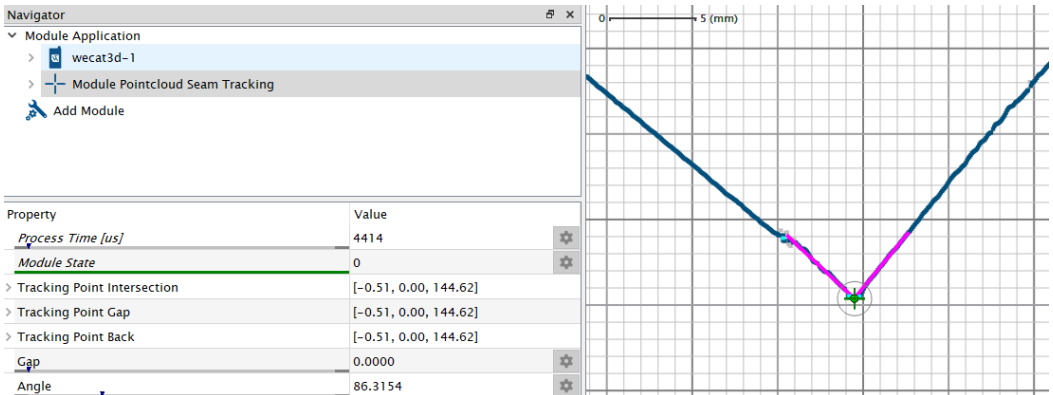 Navigator
Module Application
wecat3d-1
Module Pointcloud Seam Tracking
Add Module
Property Value
Process Time [us] 4414
Module State 0
Tracking Point Intersection [-0.51, 0.00, 144.62]
Tracking Point Gap [-0.51, 0.00, 144.62]
Tracking Point Back [-0.51, 0.00, 144.62]
Gap 0.0000
Angle 86.3154
0 5 (mm)